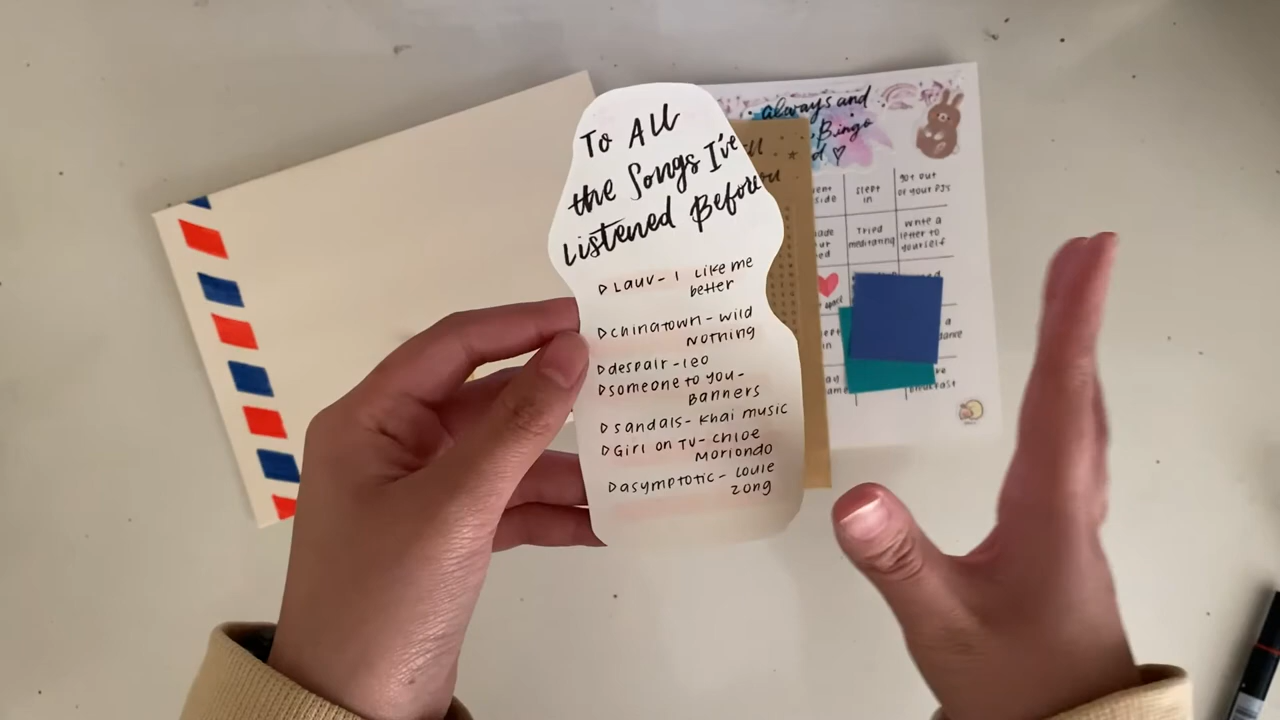 To All
the Songs I've
Listened Before
▷ Lauv - I Like me
better
▷ chinatown - wild
Nothing
▷ despair - leo
▷ someone to you -
Banners
▷ sandals - Khai music
▷ Girl on TV - Chloe
Moriondo
▷ asymptotic - Louie
zong
Always and
Bingo
slept
in
got out
of your PJ's
Tried
meditating
write a
letter to
yourself